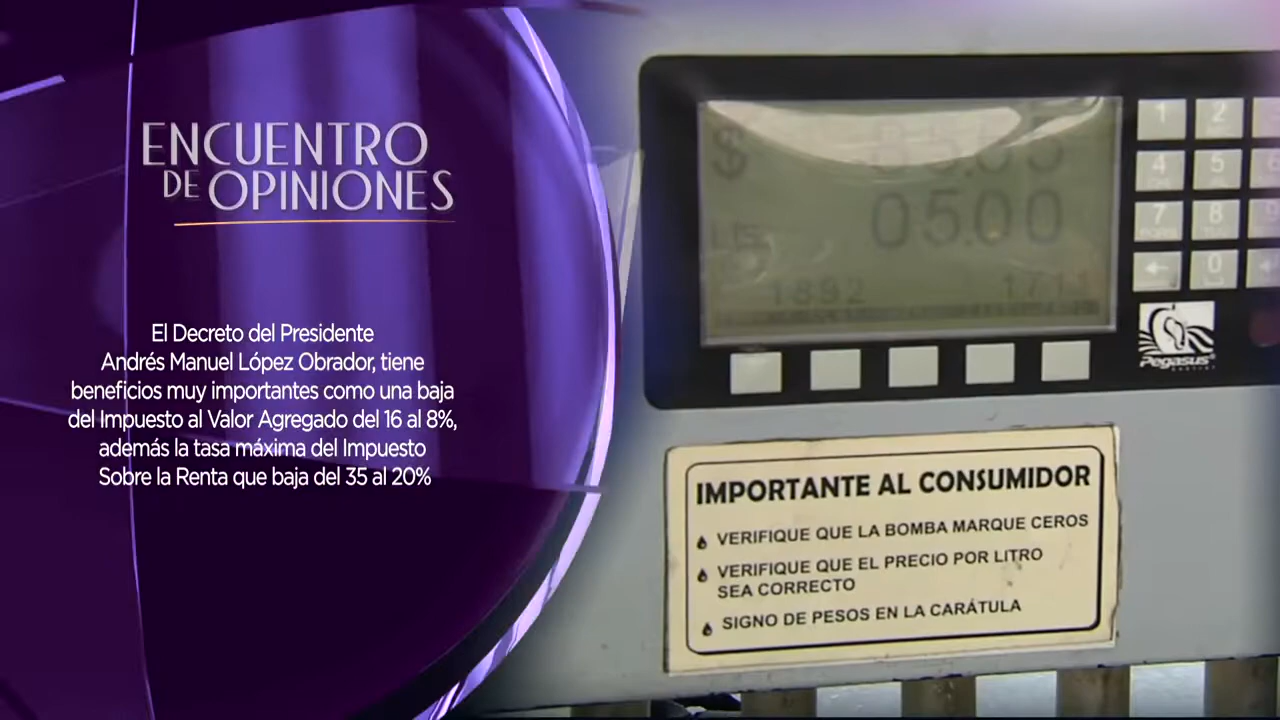 ENCUENTRO
DE OPINIONES
El Decreto del Presidente
Andrés Manuel López Obrador, tiene
beneficios muy importantes como una baja
del Impuesto al Valor Agregado del 16 al 8%,
además la tasa máxima del Impuesto
Sobre la Renta que baja del 35 al 20%
$
05.00
1892
1 2
4 5
7 8
0
Pegasus
IMPORTANTE AL CONSUMIDOR
VERIFIQUE QUE LA BOMBA MARQUE CEROS
VERIFIQUE QUE EL PRECIO POR LITRO
SEA CORRECTO
SIGNO DE PESOS EN LA CARÁTULA